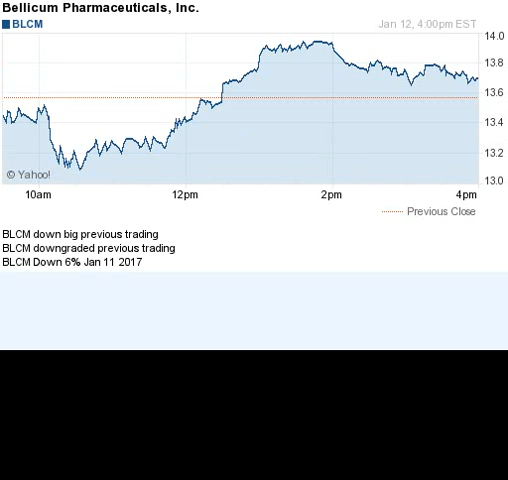 Bellicum Pharmaceuticals, Inc.
BLCM Jan 12, 4:00pm EST
14.0
13.8
13.6
13.4
13.2
13.0
© Yahoo!
10am 12pm 2pm 4pm
Previous Close
BLCM down big previous trading
BLCM downgraded previous trading
BLCM Down 6% Jan 11 2017